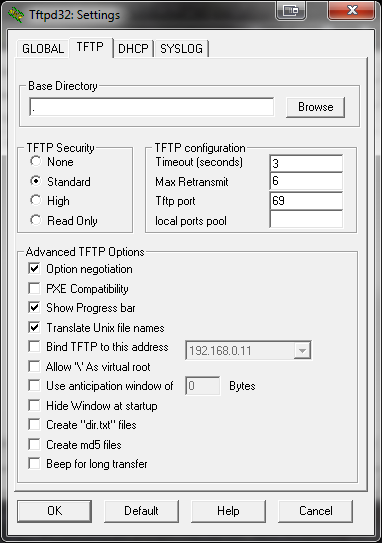 Tftpd32: Settings
GLOBAL TFTP DHCP SYSLOG
Base Directory
. Browse
TFTP Security
None
Standard
High
Read Only
TFTP configuration
Timeout (seconds) 3
Max Retransmit 6
Tftp port 69
local ports pool
Advanced TFTP Options
Option negotiation
PXE Compatibility
Show Progress bar
Translate Unix file names
Bind TFTP to this address 192.168.0.11
Allow '\' As virtual root
Use anticipation window of 0 Bytes
Hide Window at startup
Create "dir.txt" files
Create md5 files
Beep for long transfer
OK Default Help Cancel